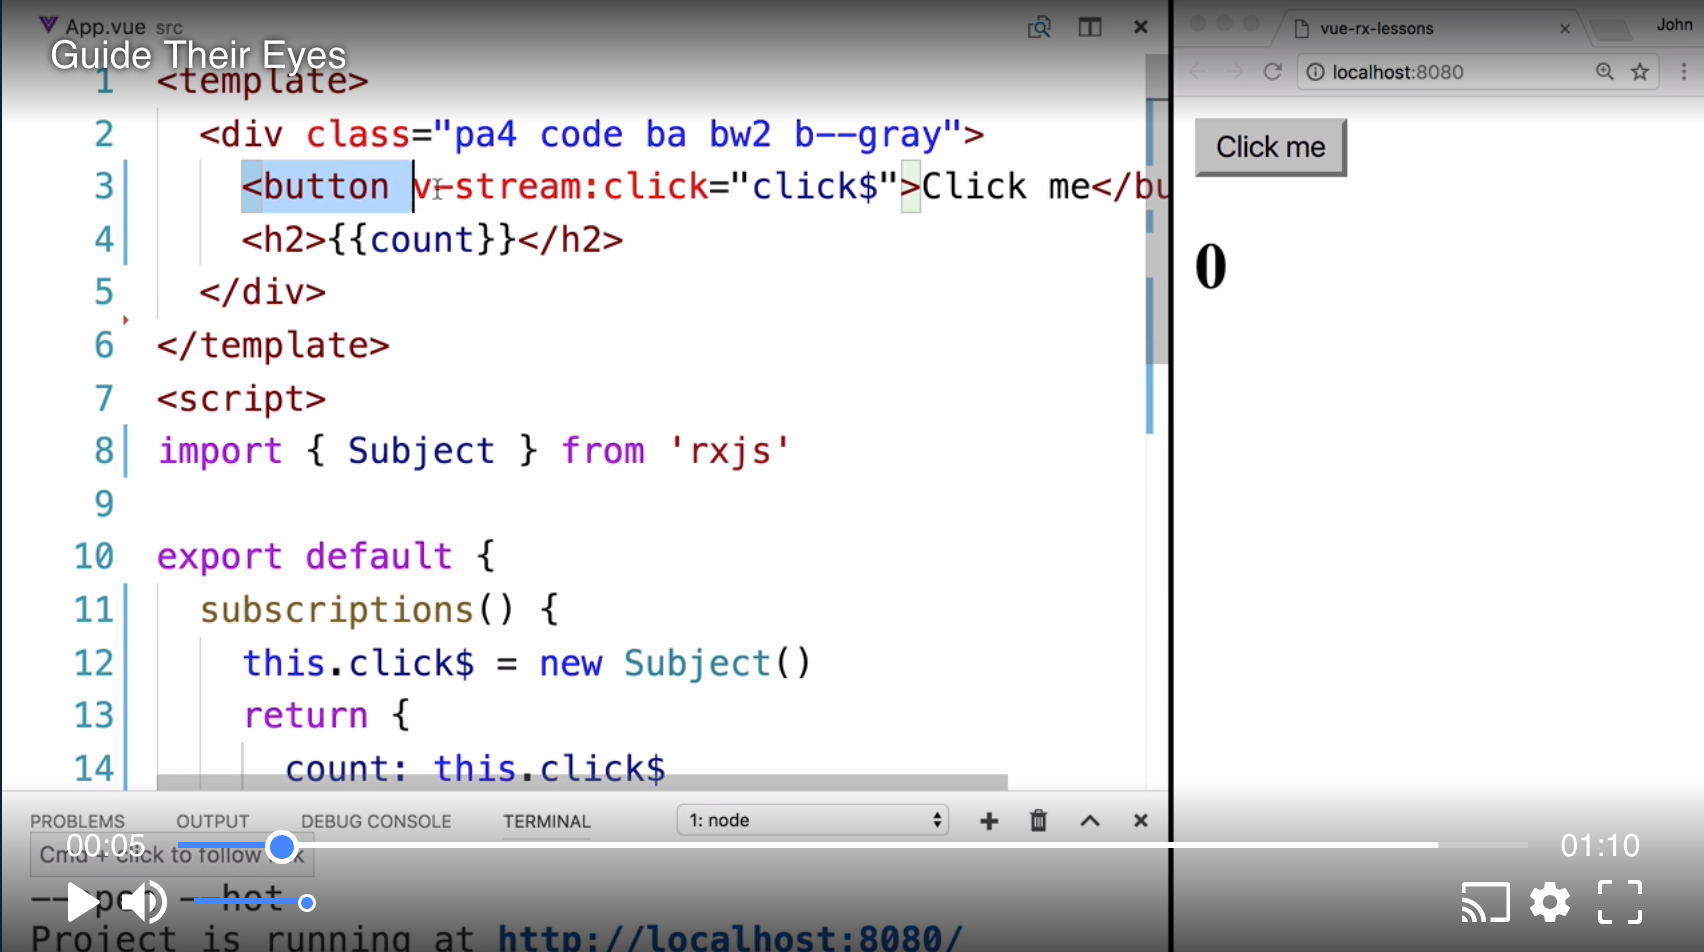 App.vue src
Guide Their Eyes
1 <template>
2 <div class="pa4 code ba bw2 b--gray">
3 <button v-stream:click="click$">Click me</bu
4 <h2>{{count}}</h2>
5 </div>
6 </template>
7 <script>
8 import { Subject } from 'rxjs'
9
10 export default {
11 subscriptions() {
12 this.click$ = new Subject()
13 return {
14 count: this.click$
PROBLEMS OUTPUT DEBUG CONSOLE TERMINAL 1: node
00:05 01:10
Cmd + click to follow
--hot
Project is running at http://localhost:8080/
vue-rx-lessons
John
localhost:8080
Click me
0